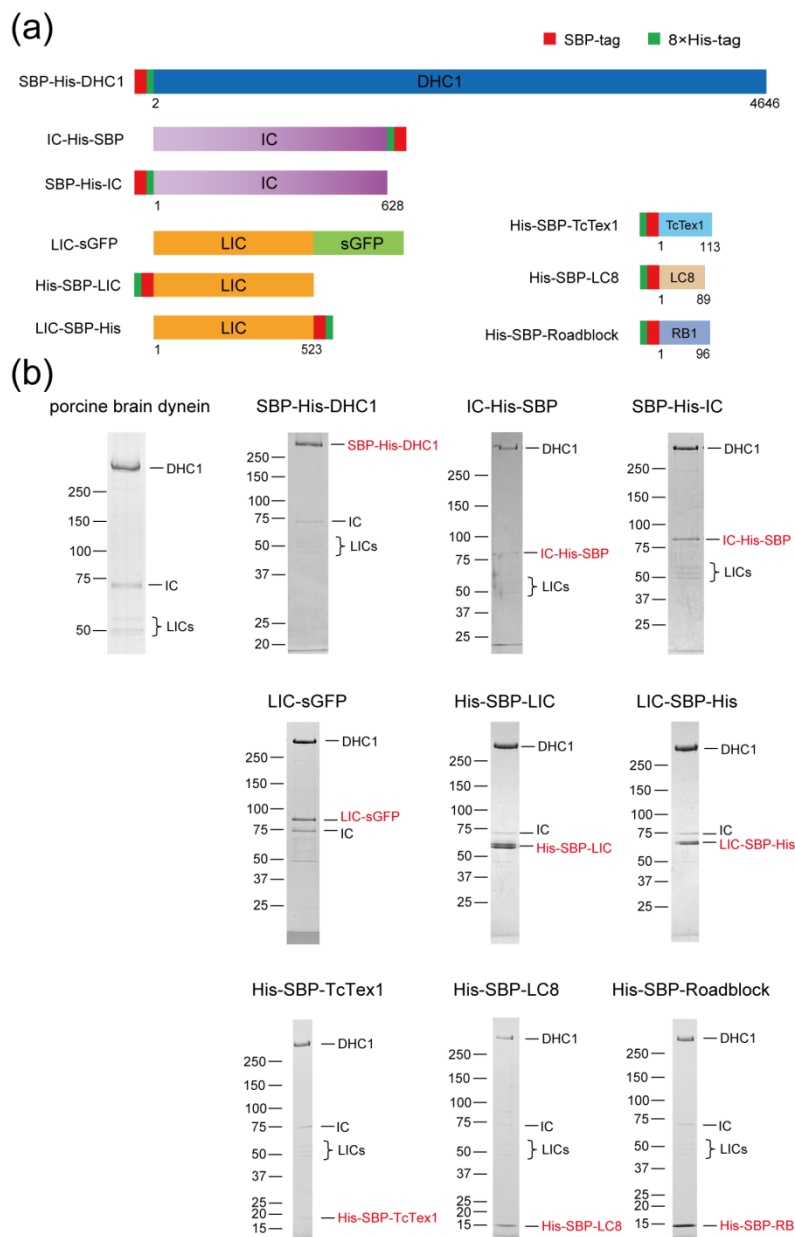 (a)
SBP-tag 8×His-tag
SBP-His-DHC1 DHC1
2 4646
IC-His-SBP IC
SBP-His-IC IC
1 628
LIC-sGFP LIC sGFP
His-SBP-LIC LIC
LIC-SBP-His LIC
1 523
His-SBP-TcTex1 TcTex1
1 113
His-SBP-LC8 LC8
1 89
His-SBP-Roadblock RB1
1 96
(b)
porcine brain dynein
DHC1
250
150
100
75
IC
50
LICs
SBP-His-DHC1
SBP-His-DHC1
250
150
100
75
IC
50
LICs
37
25
20
IC-His-SBP
DHC1
250
150
100
75
IC-His-SBP
50
LICs
37
25
SBP-His-IC
DHC1
250
150
100
IC-His-SBP
75
50
LICs
37
25
LIC-sGFP
DHC1
250
150
100
LIC-sGFP
75
IC
50
37
25
His-SBP-LIC
DHC1
250
150
100
75
IC
His-SBP-LIC
50
37
25
LIC-SBP-His
DHC1
250
150
100
75
IC
LIC-SBP-His
50
37
25
His-SBP-TcTex1
DHC1
250
150
100
75
IC
50
LICs
37
25
20
His-SBP-TcTex1
15
His-SBP-LC8
DHC1
250
150
100
75
IC
50
LICs
37
25
20
15
His-SBP-LC8
His-SBP-Roadblock
DHC1
250
150
100
75
IC
50
LICs
37
25
20
15
His-SBP-RB